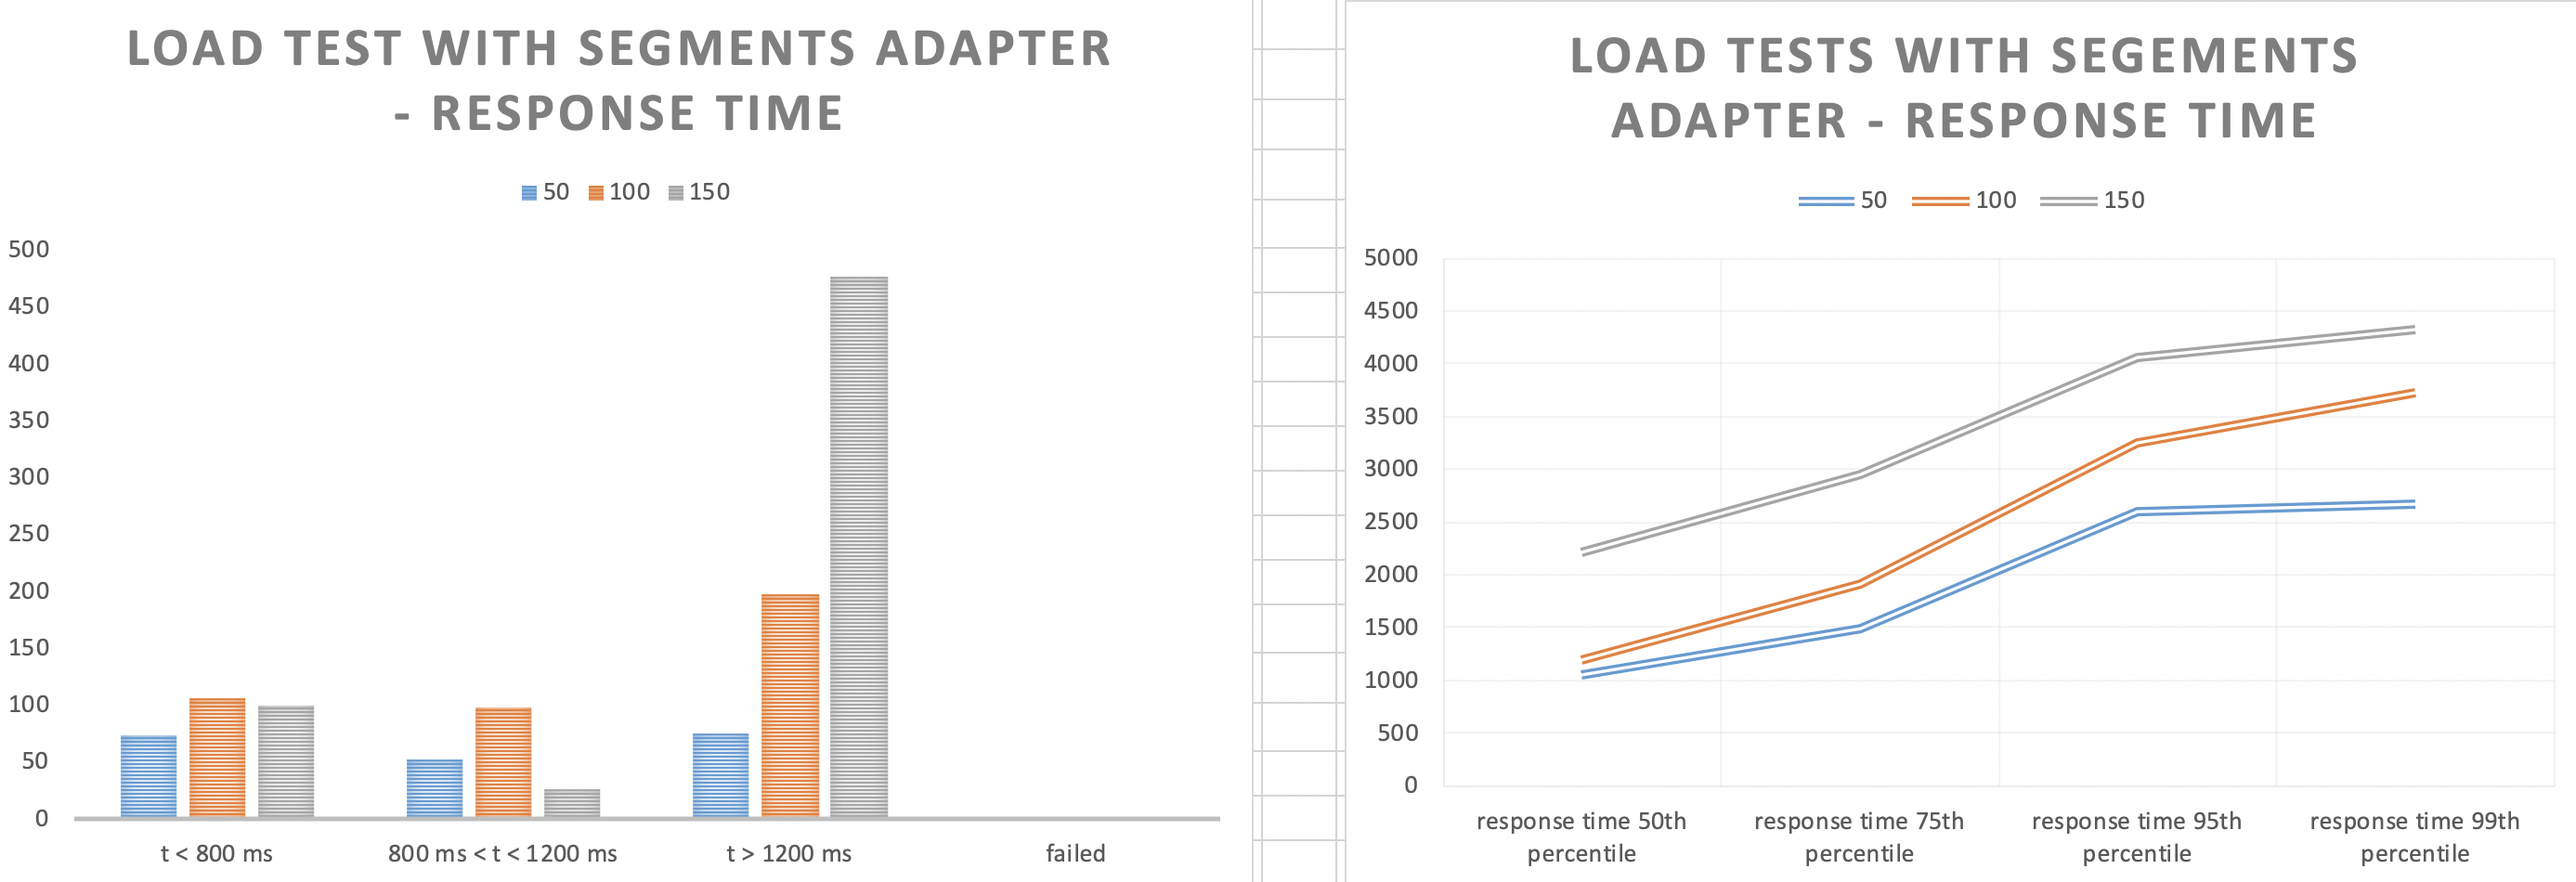 LOAD TEST WITH SEGMENTS ADAPTER
- RESPONSE TIME
50 100 150
500
450
400
350
300
250
200
150
100
50
0
t < 800 ms 800 ms < t < 1200 ms t > 1200 ms failed
LOAD TESTS WITH SEGEMENTS
ADAPTER - RESPONSE TIME
50 100 150
5000
4500
4000
3500
3000
2500
2000
1500
1000
500
0
response time 50th response time 75th response time 95th response time 99th
percentile percentile percentile percentile